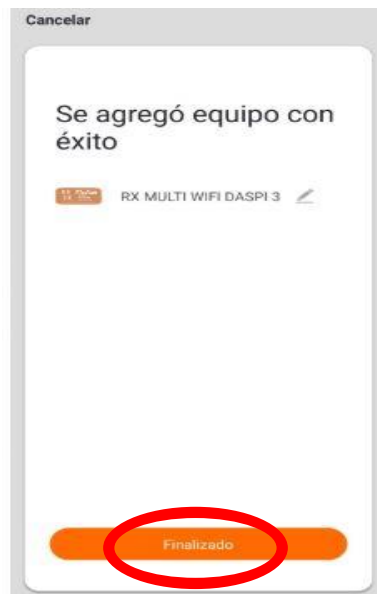 Cancelar
Se agregó equipo con
éxito
RX MULTI WIFI DASPI 3
Finalizado